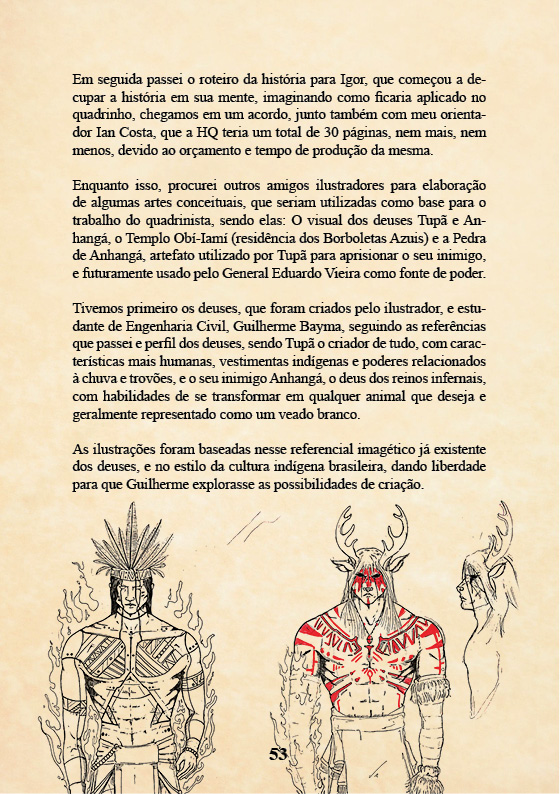 Em seguida passei o roteiro da história para Igor, que começou a de-
cupar a história em sua mente, imaginando como ficaria aplicado no
quadrinho, chegamos em um acordo, junto também com meu orienta-
dor Ian Costa, que a HQ teria um total de 30 páginas, nem mais, nem
menos, devido ao orçamento e tempo de produção da mesma.
Enquanto isso, procurei outros amigos ilustradores para elaboração
de algumas artes conceituais, que seriam utilizadas como base para o
trabalho do quadrinista, sendo elas: O visual dos deuses Tupã e An-
hangá, o Templo Obí-Iamí (residência dos Borboletas Azuis) e a Pedra
de Anhangá, artefato utilizado por Tupã para aprisionar o seu inimigo,
e futuramente usado pelo General Eduardo Vieira como fonte de poder.
Tivemos primeiro os deuses, que foram criados pelo ilustrador, e estu-
dante de Engenharia Civil, Guilherme Bayma, seguindo as referências
que passei e perfil dos deuses, sendo Tupã o criador de tudo, com carac-
terísticas mais humanas, vestimentas indígenas e poderes relacionados
à chuva e trovões, e o seu inimigo Anhangá, o deus dos reinos infernais,
com habilidades de se transformar em qualquer animal que deseja e
geralmente representado como um veado branco.
As ilustrações foram baseadas nesse referencial imagético já existente
dos deuses, e no estilo da cultura indígena brasileira, dando liberdade
para que Guilherme explorasse as possibilidades de criação.
53